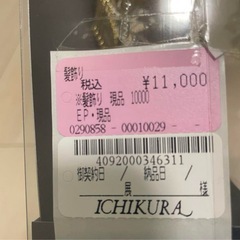 髪飾り
税込 ¥11,000
※髪飾り 現品 10000
EP・現品
0290858 - 00010029 -
4092000346311
御契約日 / 納品日 /
展 様
ICHIKURA